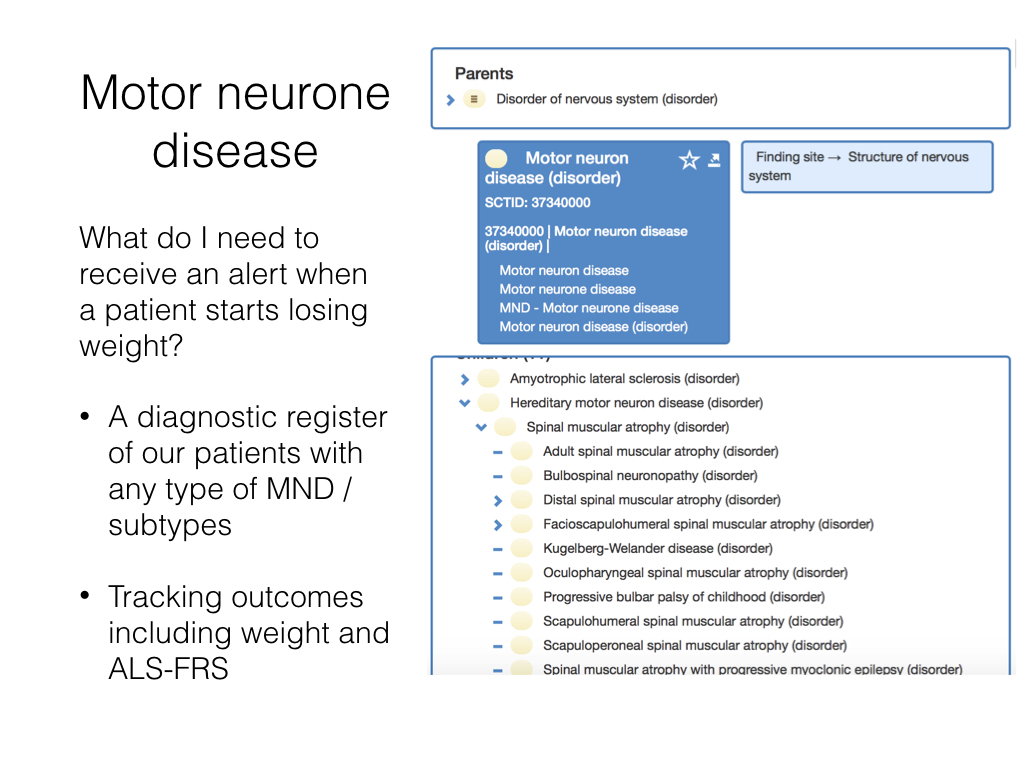 Motor neurone
disease
What do I need to
receive an alert when
a patient starts losing
weight?
• A diagnostic register
of our patients with
any type of MND /
subtypes
• Tracking outcomes
including weight and
ALS-FRS
Parents
Disorder of nervous system (disorder)
Motor neuron
disease (disorder)
SCTID: 37340000
37340000 | Motor neuron disease
(disorder) |
Motor neuron disease
Motor neurone disease
MND - Motor neurone disease
Motor neuron disease (disorder)
Finding site → Structure of nervous
system
Amyotrophic lateral sclerosis (disorder)
Hereditary motor neuron disease (disorder)
Spinal muscular atrophy (disorder)
Adult spinal muscular atrophy (disorder)
Bulbospinal neuronopathy (disorder)
Distal spinal muscular atrophy (disorder)
Facioscapulohumeral spinal muscular atrophy (disorder)
Kugelberg-Welander disease (disorder)
Oculopharyngeal spinal muscular atrophy (disorder)
Progressive bulbar palsy of childhood (disorder)
Scapulohumeral spinal muscular atrophy (disorder)
Scapuloperoneal spinal muscular atrophy (disorder)
Spinal muscular atrophy with progressive myoclonic epilepsy (disorder)